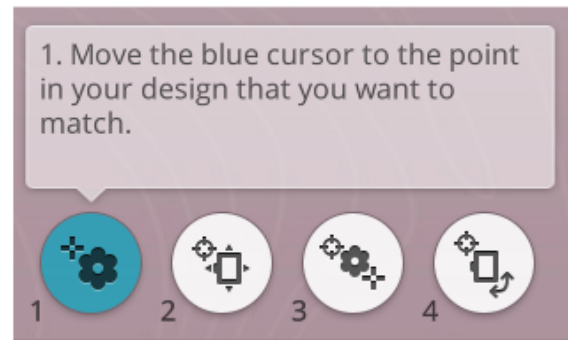 1. Move the blue cursor to the point
in your design that you want to
match.
1 2 3 4